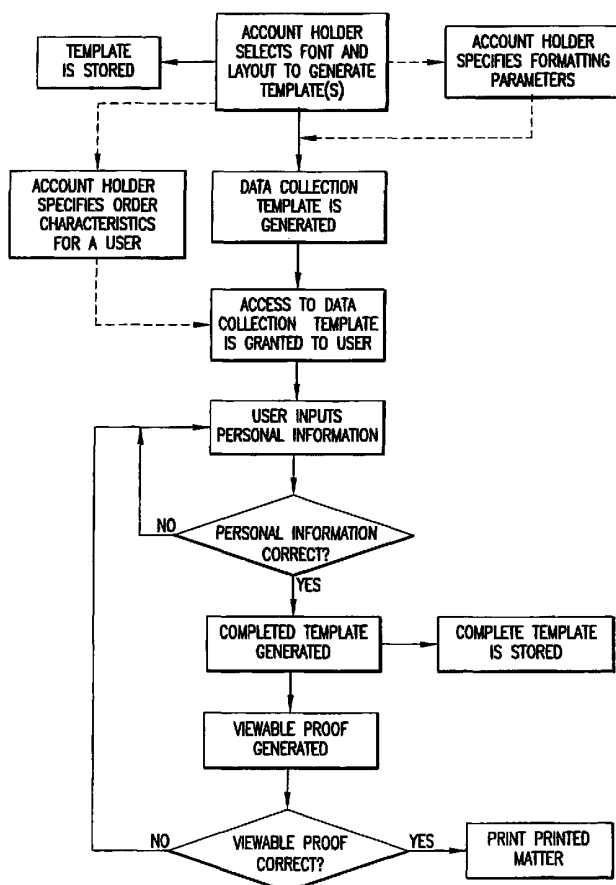 ACCOUNT HOLDER
SELECTS FONT AND
LAYOUT TO GENERATE
TEMPLATE(S)
TEMPLATE
IS STORED
ACCOUNT HOLDER
SPECIFIES FORMATTING
PARAMETERS
ACCOUNT HOLDER
SPECIFIES ORDER
CHARACTERISTICS
FOR A USER
DATA COLLECTION
TEMPLATE IS
GENERATED
ACCESS TO DATA
COLLECTION TEMPLATE
IS GRANTED TO USER
USER INPUTS
PERSONAL INFORMATION
NO
PERSONAL INFORMATION
CORRECT?
YES
COMPLETED TEMPLATE
GENERATED
COMPLETE TEMPLATE
IS STORED
VIEWABLE PROOF
GENERATED
NO
VIEWABLE PROOF
CORRECT?
YES
PRINT PRINTED
MATTER